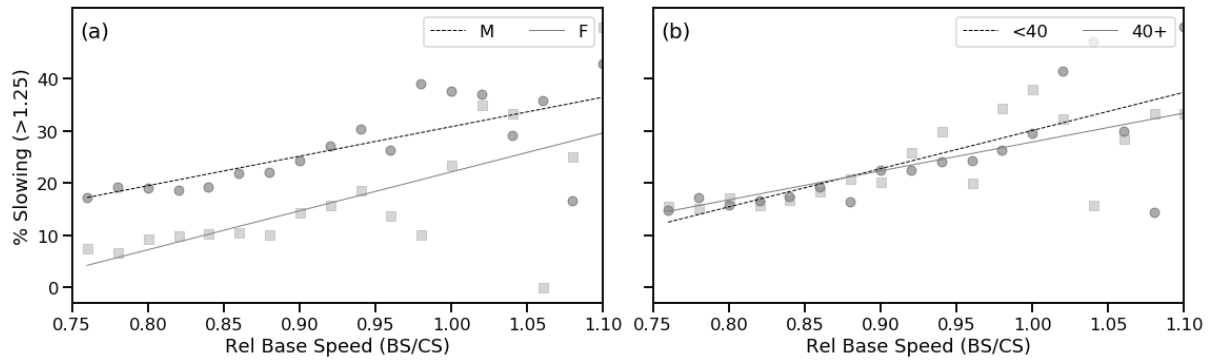 (a)
M F
(b)
<40 40+
% Slowing (>1.25)
40
30
20
10
0
0.75 0.80 0.85 0.90 0.95 1.00 1.05 1.10
0.75 0.80 0.85 0.90 0.95 1.00 1.05 1.10
Rel Base Speed (BS/CS)
Rel Base Speed (BS/CS)